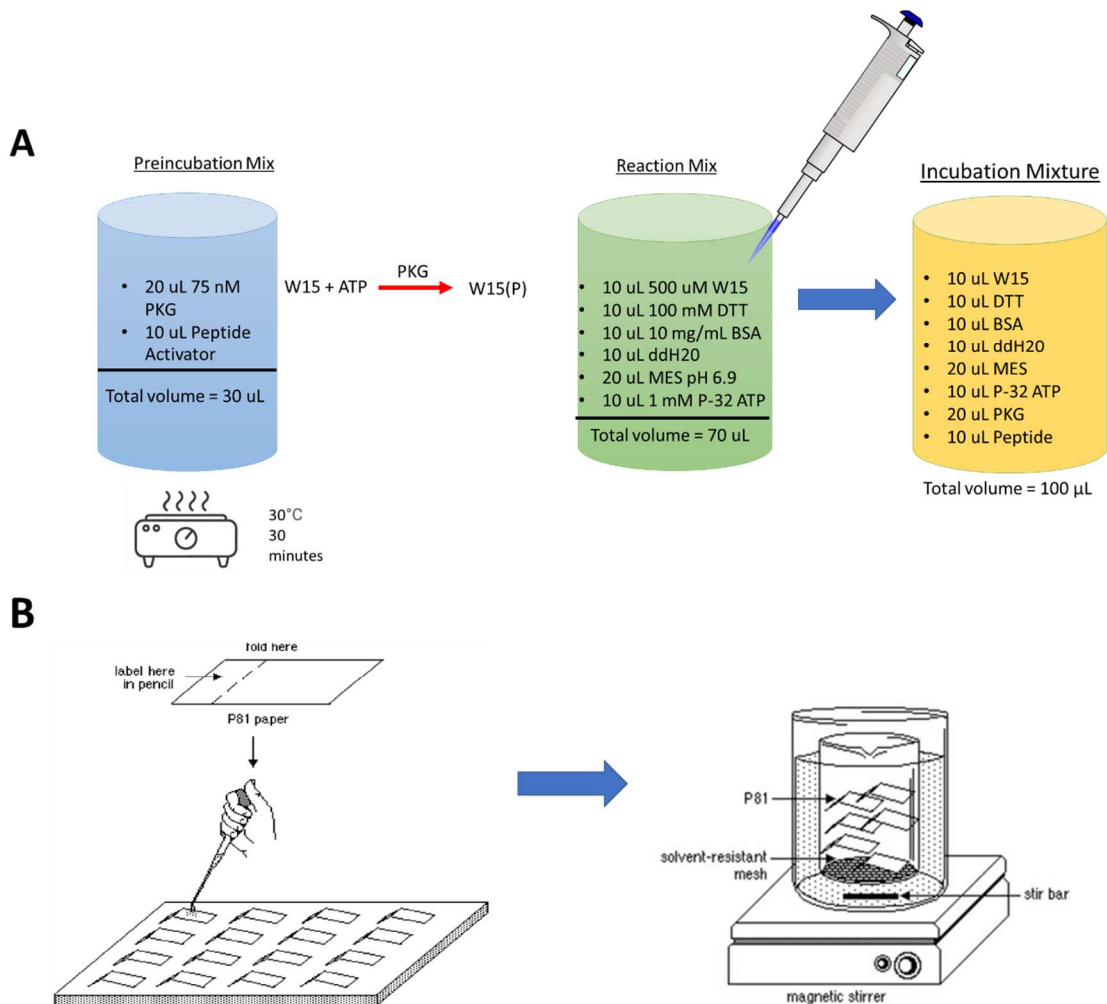 A
Preincubation Mix
• 20 uL 75 nM
PKG
• 10 uL Peptide
Activator
Total volume = 30 uL
30°C
30
minutes
W15 + ATP
PKG
W15(P)
Reaction Mix
• 10 uL 500 uM W15
• 10 uL 100 mM DTT
• 10 uL 10 mg/mL BSA
• 10 uL ddH20
• 20 uL MES pH 6.9
• 10 uL 1 mM P-32 ATP
Total volume = 70 uL
Incubation Mixture
• 10 uL W15
• 10 uL DTT
• 10 uL BSA
• 10 uL ddH20
• 20 uL MES
• 10 uL P-32 ATP
• 20 uL PKG
• 10 uL Peptide
Total volume = 100 μL
B
fold here
label here
in pencil
P81 paper
P81
solvent-resistant
mesh
stir bar
magnetic stirrer